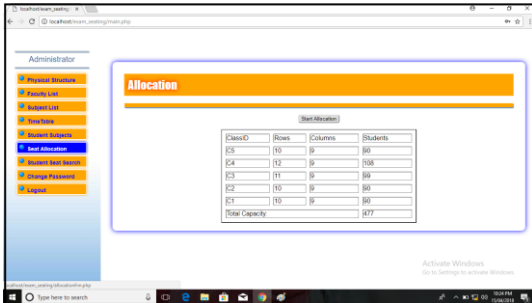 localhost/exam_seating/
localhost/exam_seating/main.php
Administrator
Physical Structure
Faculty List
Subject List
TimeTable
Student Subjects
Seat Allocation
Student Seat Search
Change Password
Logout
Allocation
Start Allocation
ClassID Rows Columns Students
C5 10 9 90
C4 12 9 108
C3 11 9 99
C2 10 9 90
C1 10 9 90
Total Capacity: 477
Activate Windows
Go to Settings to activate Windows.
Type here to search